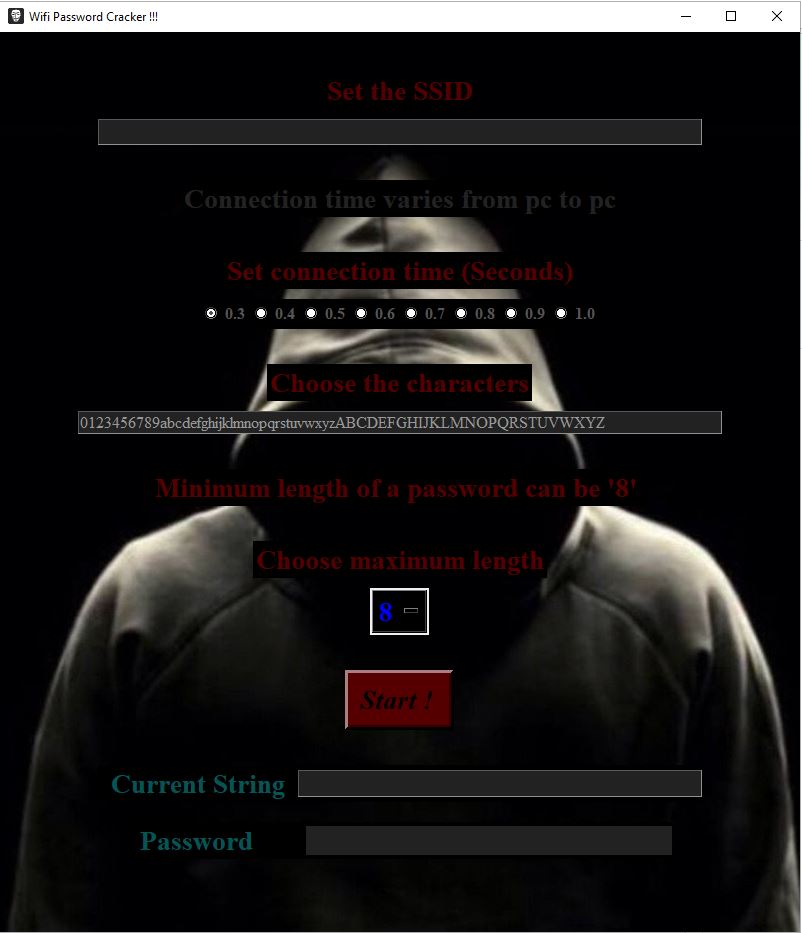 Wifi Password Cracker !!!
Set the SSID
Connection time varies from pc to pc
Set connection time (Seconds)
0.3 0.4 0.5 0.6 0.7 0.8 0.9 1.0
Choose the characters
0123456789abcdefghijklmnopqrstuvwxyzABCDEFGHIJKLMNOPQRSTUVWXYZ
Minimum length of a password can be '8'
Choose maximum length
8
Start !
Current String
Password